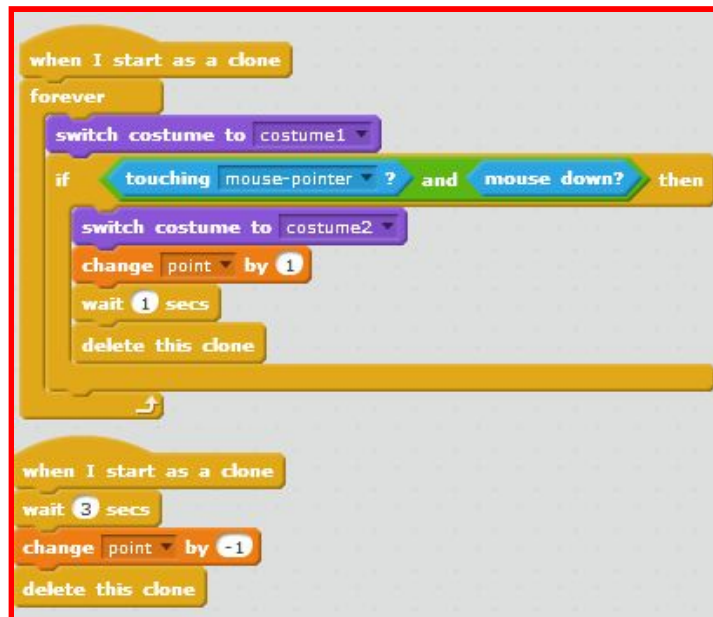 when I start as a clone
forever
switch costume to costume1
if touching mouse-pointer ? and mouse down? then
switch costume to costume2
change point by 1
wait 1 secs
delete this clone
when I start as a clone
wait 3 secs
change point by -1
delete this clone